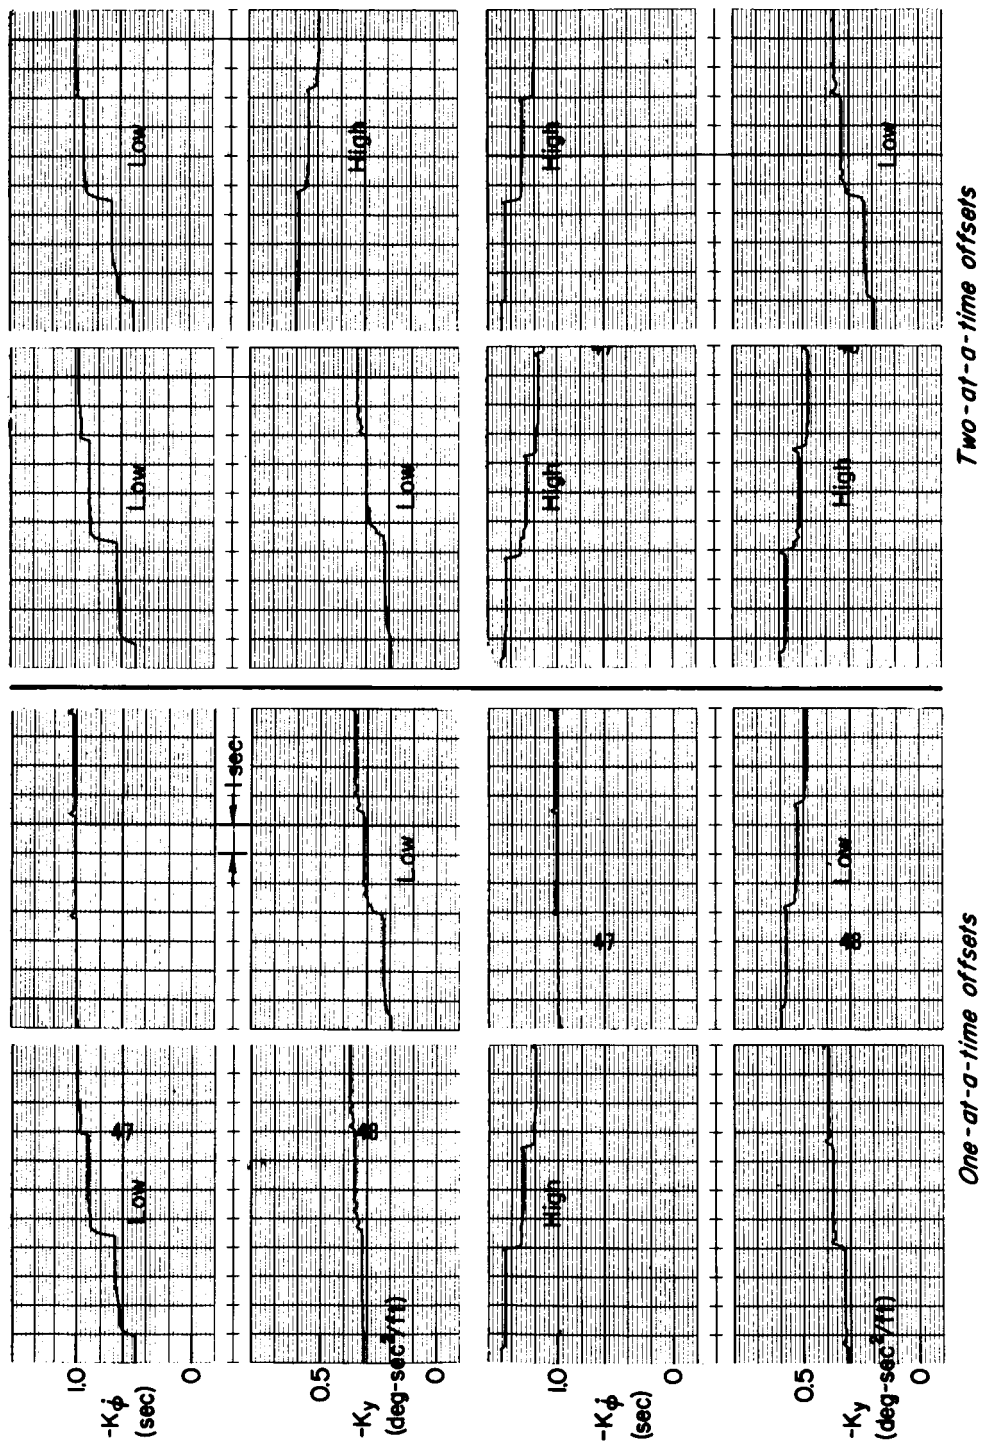 1.0
-Kφ̇
(sec)
0
Low
47
Low
Low
1 sec
0.5
-Ky
(deg-sec²/ft)
0
48
Low
Low
High
1.0
-Kφ̇
(sec)
0
High
47
High
High
0.5
-Ky
(deg-sec²/ft)
0
Low
48
High
Low
One-at-a-time offsets
Two-at-a-time offsets